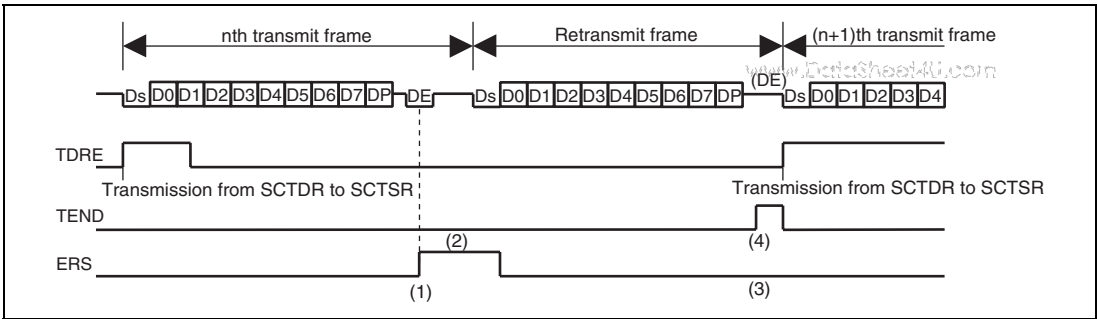 nth transmit frame Retransmit frame (n+1)th transmit frame
www.DataSheet4U.com
(DE)
Ds D0 D1 D2 D3 D4 D5 D6 D7 DP DE Ds D0 D1 D2 D3 D4 D5 D6 D7 DP Ds D0 D1 D2 D3 D4
TDRE
Transmission from SCTDR to SCTSR Transmission from SCTDR to SCTSR
TEND
(2) (4)
ERS
(1) (3)